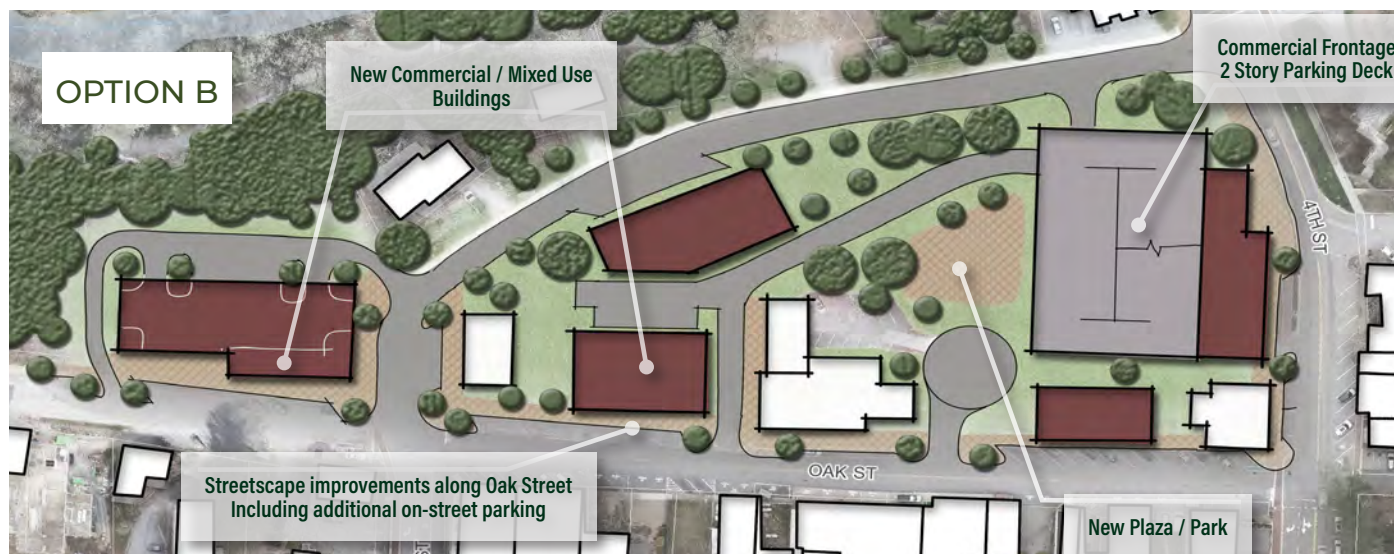 OPTION B
New Commercial / Mixed Use
Buildings
Commercial Frontage
2 Story Parking Deck
4TH ST
OAK ST
Streetscape improvements along Oak Street
Including additional on-street parking
ST
New Plaza / Park